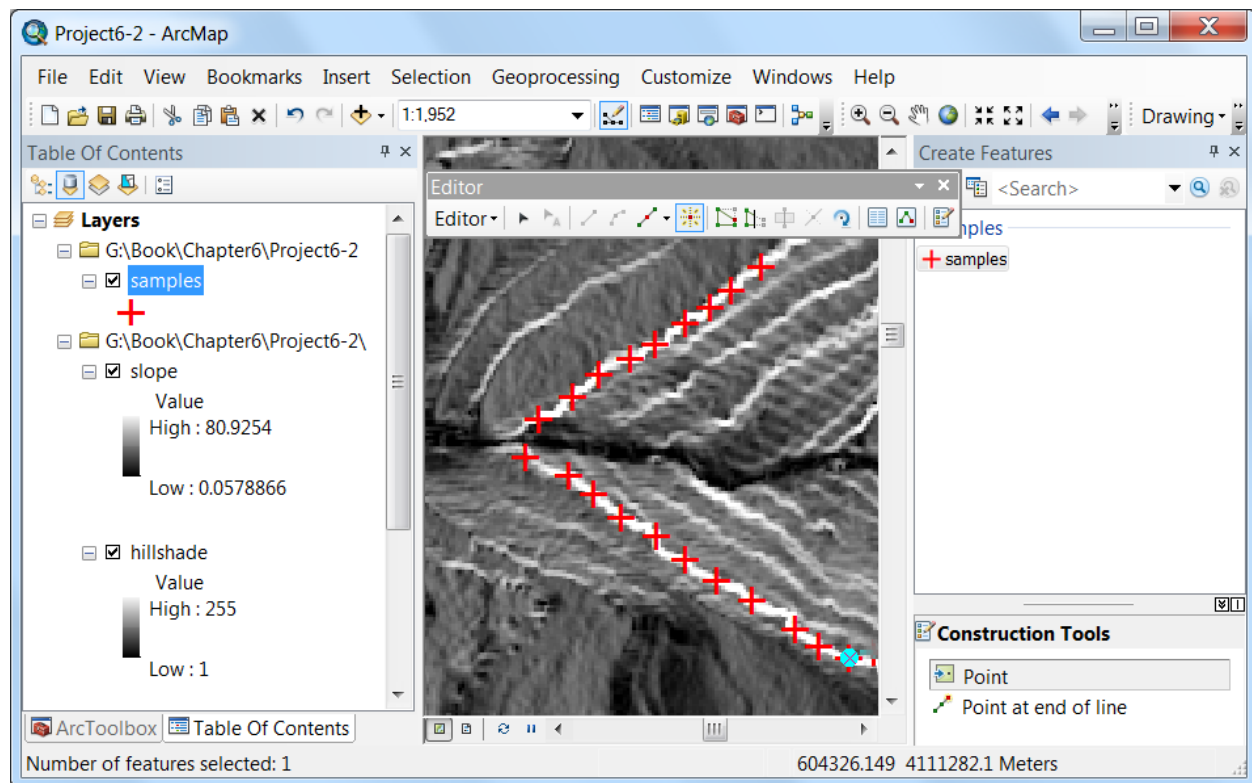 Project6-2 - ArcMap
File Edit View Bookmarks Insert Selection Geoprocessing Customize Windows Help
1:1,952
Drawing
Table Of Contents
Layers
G:\Book\Chapter6\Project6-2
samples
G:\Book\Chapter6\Project6-2\
slope
Value
High : 80.9254
Low : 0.0578866
hillshade
Value
High : 255
Low : 1
ArcToolbox Table Of Contents
Editor
Editor
Create Features
<Search>
mples
samples
Construction Tools
Point
Point at end of line
Number of features selected: 1
604326.149 4111282.1 Meters